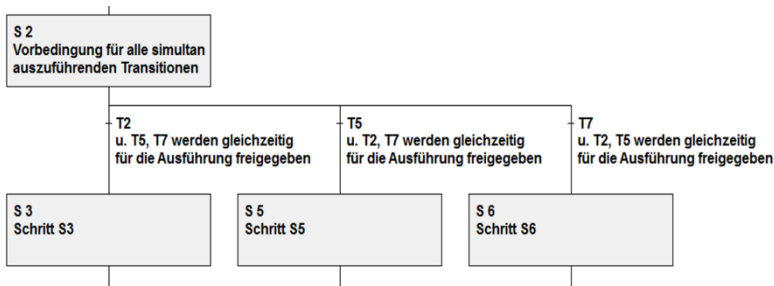 S 2
Vorbedingung für alle simultan
auszuführenden Transitionen
T2
u. T5, T7 werden gleichzeitig
für die Ausführung freigegeben
T5
u. T2, T7 werden gleichzeitig
für die Ausführung freigegeben
T7
u. T2, T5 werden gleichzeitig
für die Ausführung freigegeben
S 3
Schritt S3
S 5
Schritt S5
S 6
Schritt S6